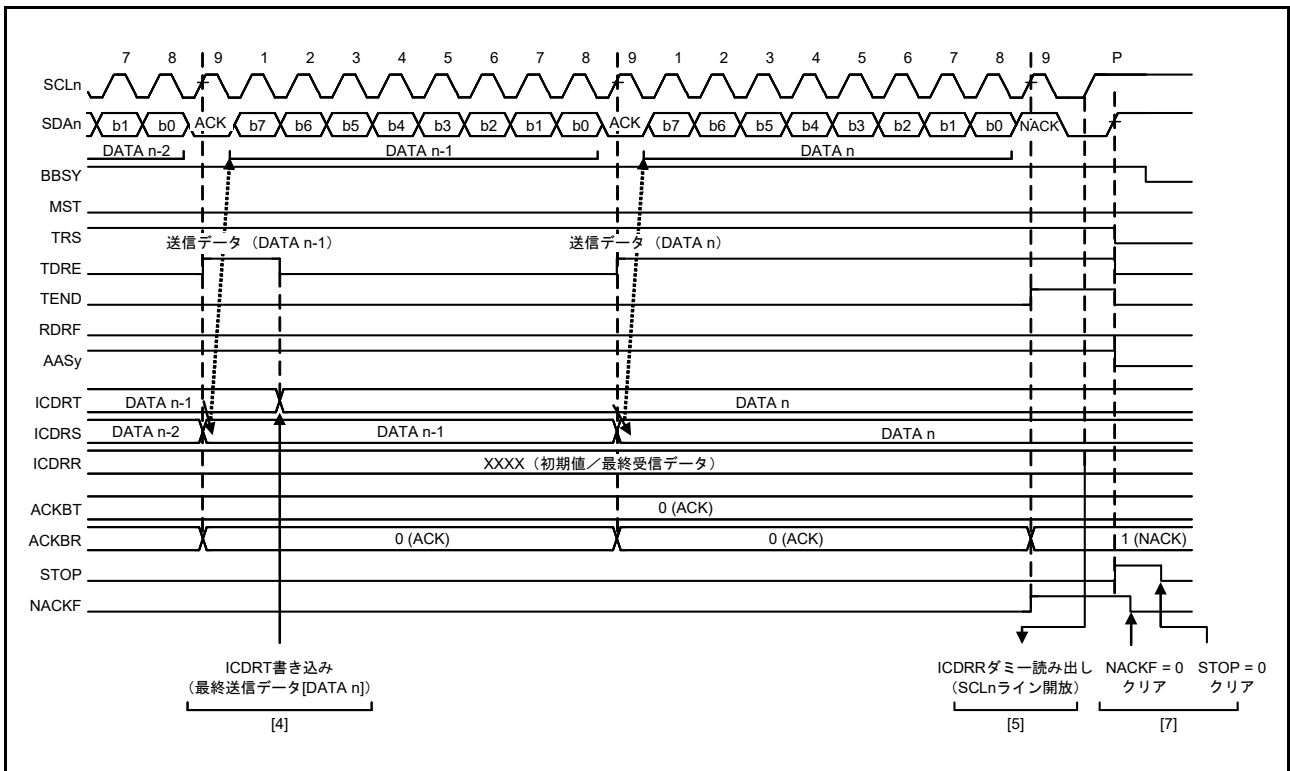 7 8 9 1 2 3 4 5 6 7 8 9 1 2 3 4 5 6 7 8 9 P
SCLn
SDAn b1 b0 ACK b7 b6 b5 b4 b3 b2 b1 b0 ACK b7 b6 b5 b4 b3 b2 b1 b0 NACK
DATA n-2 DATA n-1 DATA n
BBSY
MST
TRS
送信データ（DATA n-1） 送信データ（DATA n）
TDRE
TEND
RDRF
AASy
ICDRT DATA n-1 DATA n
ICDRS DATA n-2 DATA n-1 DATA n
ICDRR XXXX（初期値／最終受信データ）
ACKBT 0 (ACK)
ACKBR 0 (ACK) 0 (ACK) 1 (NACK)
STOP
NACKF
ICDRT書き込み
（最終送信データ[DATA n]）
[4]
ICDRRダミー読み出し
（SCLnライン開放）
[5]
NACKF = 0
クリア
STOP = 0
クリア
[7]